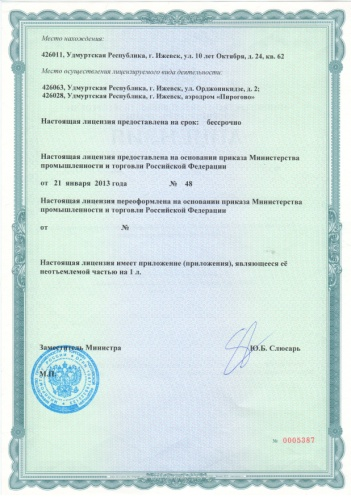 Место нахождения:
426011, Удмуртская Республика, г. Ижевск, ул. 10 лет Октября, д. 24, кв. 62
Место осуществления лицензируемого вида деятельности:
426063, Удмуртская Республика, г. Ижевск, ул. Орджоникидзе, д. 2;
426028, Удмуртская Республика, г. Ижевск, аэродром «Пирогово»
Настоящая лицензия предоставлена на срок: бессрочно
Настоящая лицензия предоставлена на основании приказа Министерства
промышленности и торговли Российской Федерации
от 21 января 2013 года № 48
Настоящая лицензия переоформлена на основании приказа Министерства
промышленности и торговли Российской Федерации
от №
Настоящая лицензия имеет приложение (приложения), являющееся её
неотъемлемой частью на 1 л.
Заместитель Министра Ю.Б. Слюсарь
М.П.
№ 0005387